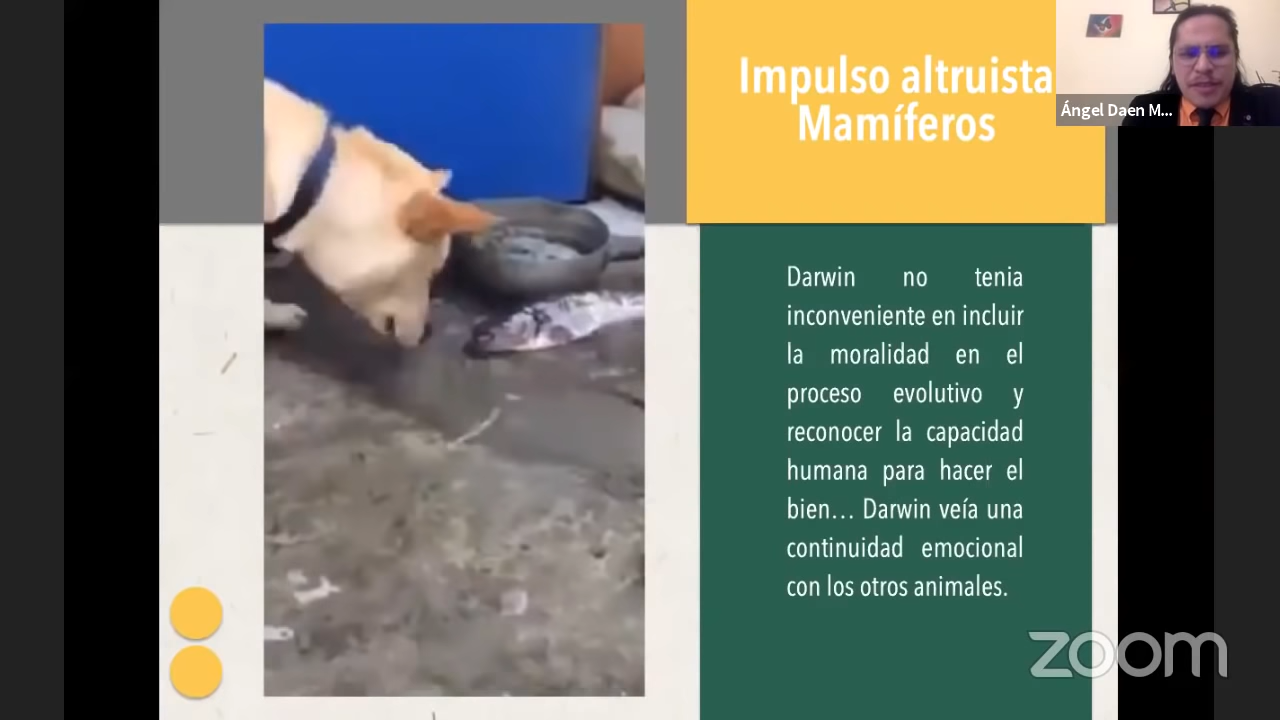 Impulso altruista
Mamíferos
Ángel Daen M...
Darwin no tenia
inconveniente en incluir
la moralidad en el
proceso evolutivo y
reconocer la capacidad
humana para hacer el
bien... Darwin veía una
continuidad emocional
con los otros animales.
zoom